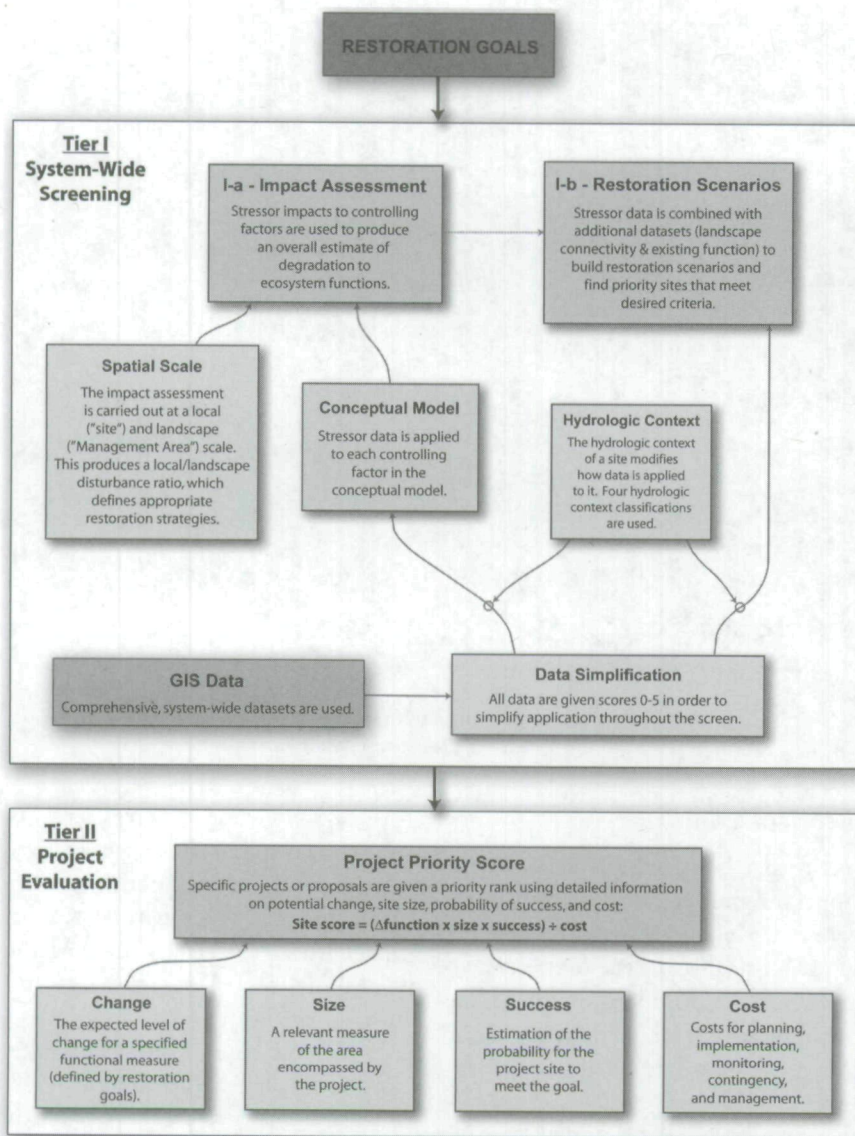 RESTORATION GOALS
Tier I
System-Wide
Screening
I-a - Impact Assessment
Stressor impacts to controlling
factors are used to produce
an overall estimate of
degradation to
ecosystem functions.
I-b - Restoration Scenarios
Stressor data is combined with
additional datasets (landscape
connectivity & existing function) to
build restoration scenarios and
find priority sites that meet
desired criteria.
Spatial Scale
The impact assessment
is carried out at a local
("site") and landscape
("Management Area") scale.
This produces a local/landscape
disturbance ratio, which
defines appropriate
restoration strategies.
Conceptual Model
Stressor data is applied
to each controlling
factor in the
conceptual model.
Hydrologic Context
The hydrologic context
of a site modifies
how data is applied
to it. Four hydrologic
context classifications
are used.
GIS Data
Comprehensive, system-wide datasets are used.
Data Simplification
All data are given scores 0-5 in order to
simplify application throughout the screen.
Tier II
Project
Evaluation
Project Priority Score
Specific projects or proposals are given a priority rank using detailed information
on potential change, site size, probability of success, and cost:
Site score = (Δfunction x size x success) ÷ cost
Change
The expected level of
change for a specified
functional measure
(defined by restoration
goals).
Size
A relevant measure
of the area
encompassed by
the project.
Success
Estimation of the
probability for the
project site to
meet the goal.
Cost
Costs for planning,
implementation,
monitoring,
contingency,
and management.